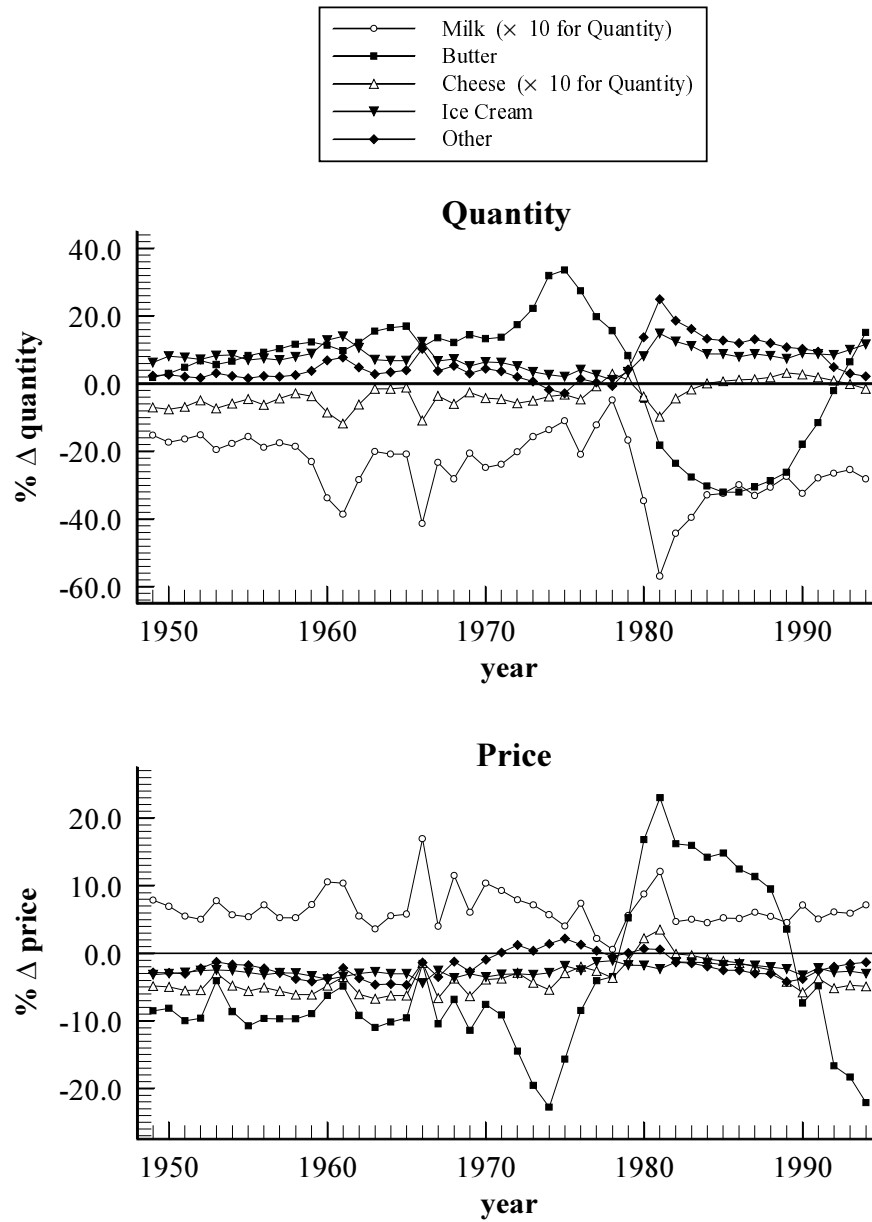 Milk (× 10 for Quantity)
Butter
Cheese (× 10 for Quantity)
Ice Cream
Other
Quantity
40.0
20.0
0.0
-20.0
-40.0
-60.0
% Δ quantity
1950 1960 1970 1980 1990
year
Price
20.0
10.0
0.0
-10.0
-20.0
% Δ price
1950 1960 1970 1980 1990
year